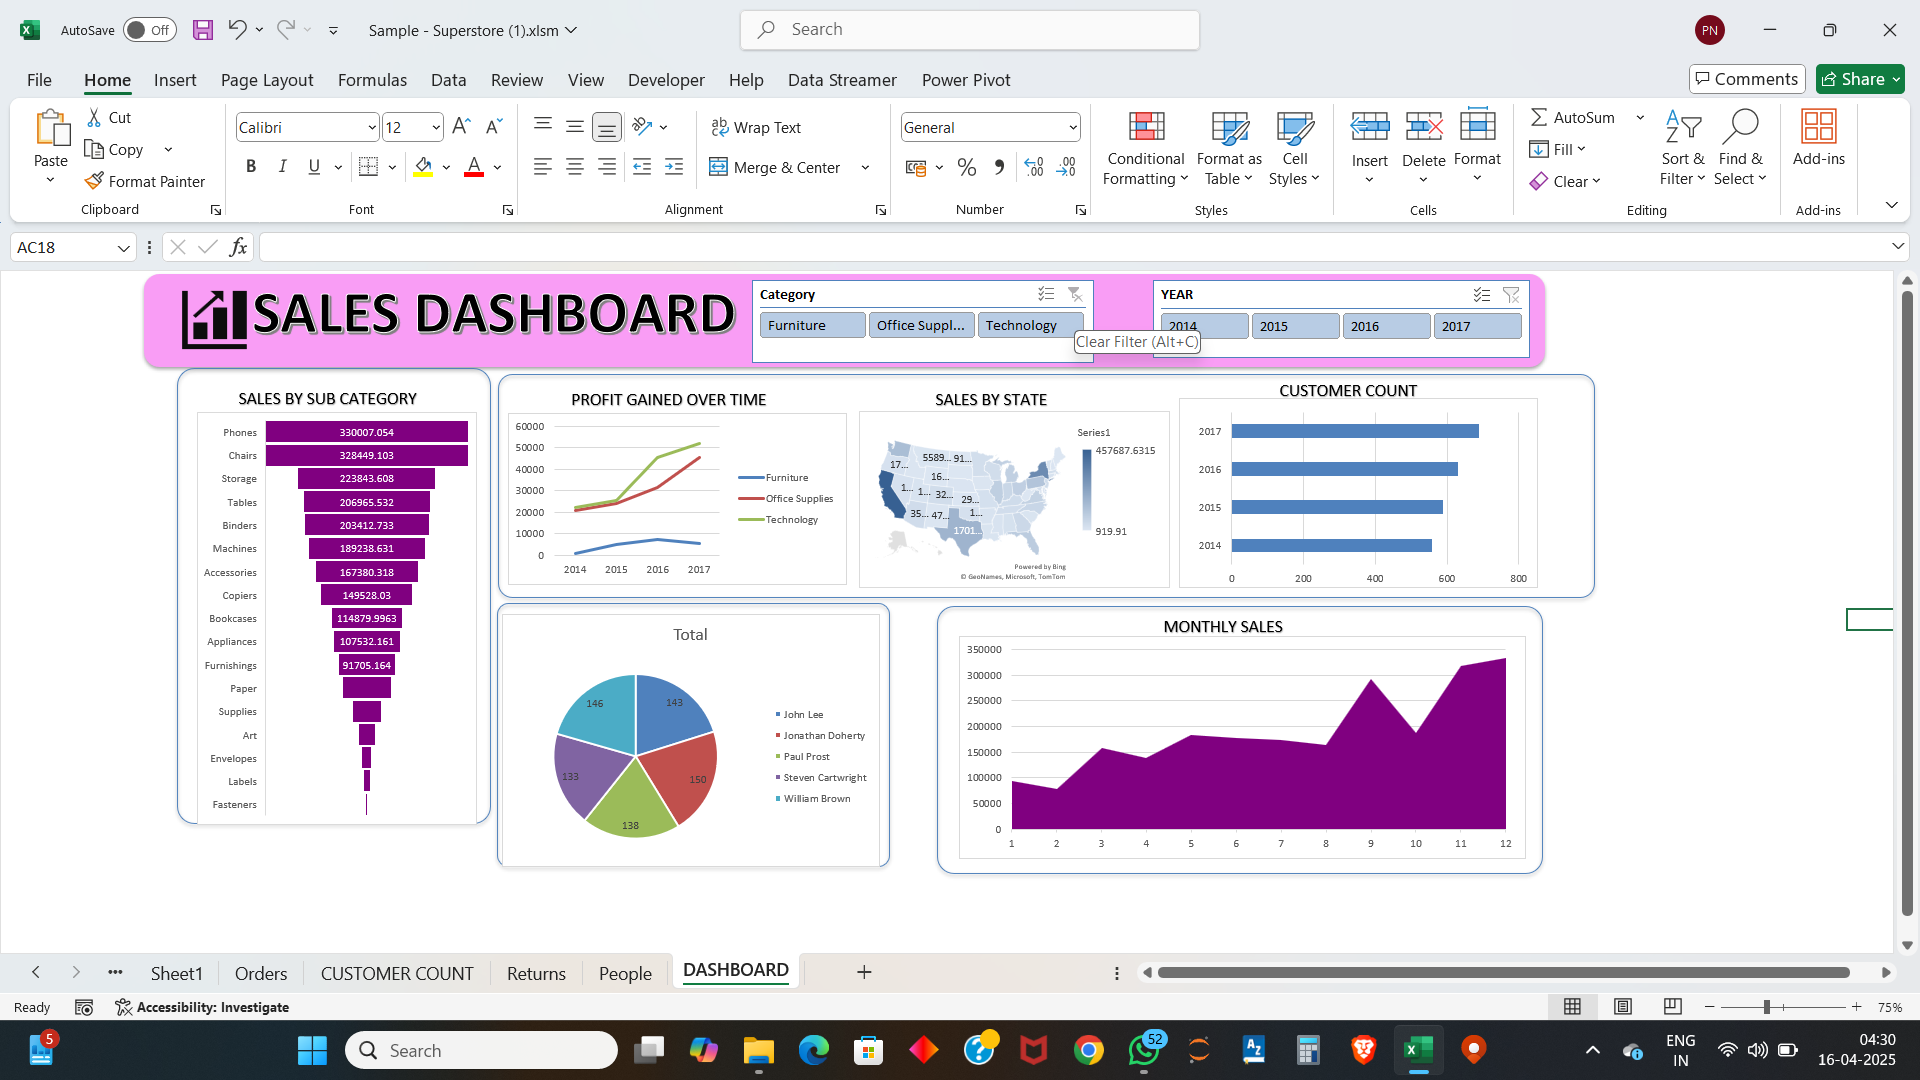 AutoSave Off Sample - Superstore (1).xlsm Search PN
File Home Insert Page Layout Formulas Data Review View Developer Help Data Streamer Power Pivot Comments Share
Paste Cut Copy Format Painter Clipboard
Calibri 12 B I U A Font
Wrap Text Merge & Center Alignment
General % Number
Conditional Formatting Format as Table Cell Styles Styles
Insert Delete Format Cells
AutoSum Fill Clear Sort & Filter Find & Select Editing
Add-ins Add-ins
AC18 fx
SALES DASHBOARD
Category
Furniture Office Suppl... Technology
YEAR
2014 2015 2016 2017
Clear Filter (Alt+C)
SALES BY SUB CATEGORY
Phones 330007.054
Chairs 328449.103
Storage 223843.608
Tables 206965.532
Binders 203412.733
Machines 189238.631
Accessories 167380.318
Copiers 149528.03
Bookcases 114879.9963
Appliances 107532.161
Furnishings 91705.164
Paper
Supplies
Art
Envelopes
Labels
Fasteners
PROFIT GAINED OVER TIME
60000
50000
40000
30000
20000
10000
0
2014 2015 2016 2017
Furniture
Office Supplies
Technology
SALES BY STATE
Series1
457687.6315
919.91
17... 5589... 91...
16...
1... 1... 32... 29...
35... 47... 1...
1701...
Powered by Bing
© GeoNames, Microsoft, TomTom
CUSTOMER COUNT
2017
2016
2015
2014
0 200 400 600 800
Total
146 143
133 150
138
John Lee
Jonathan Doherty
Paul Prost
Steven Cartwright
William Brown
MONTHLY SALES
350000
300000
250000
200000
150000
100000
50000
0
1 2 3 4 5 6 7 8 9 10 11 12
Sheet1 Orders CUSTOMER COUNT Returns People DASHBOARD
Ready Accessibility: Investigate 75%
5 Search 52 ENG IN 04:30 16-04-2025